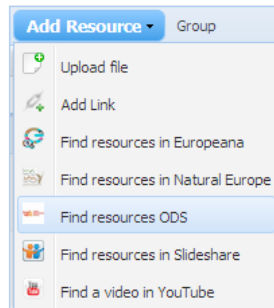 Add Resource Group
Upload file
Add Link
Find resources in Europeana
Find resources in Natural Europe
Find resources ODS
Find resources in Slideshare
Find a video in YouTube